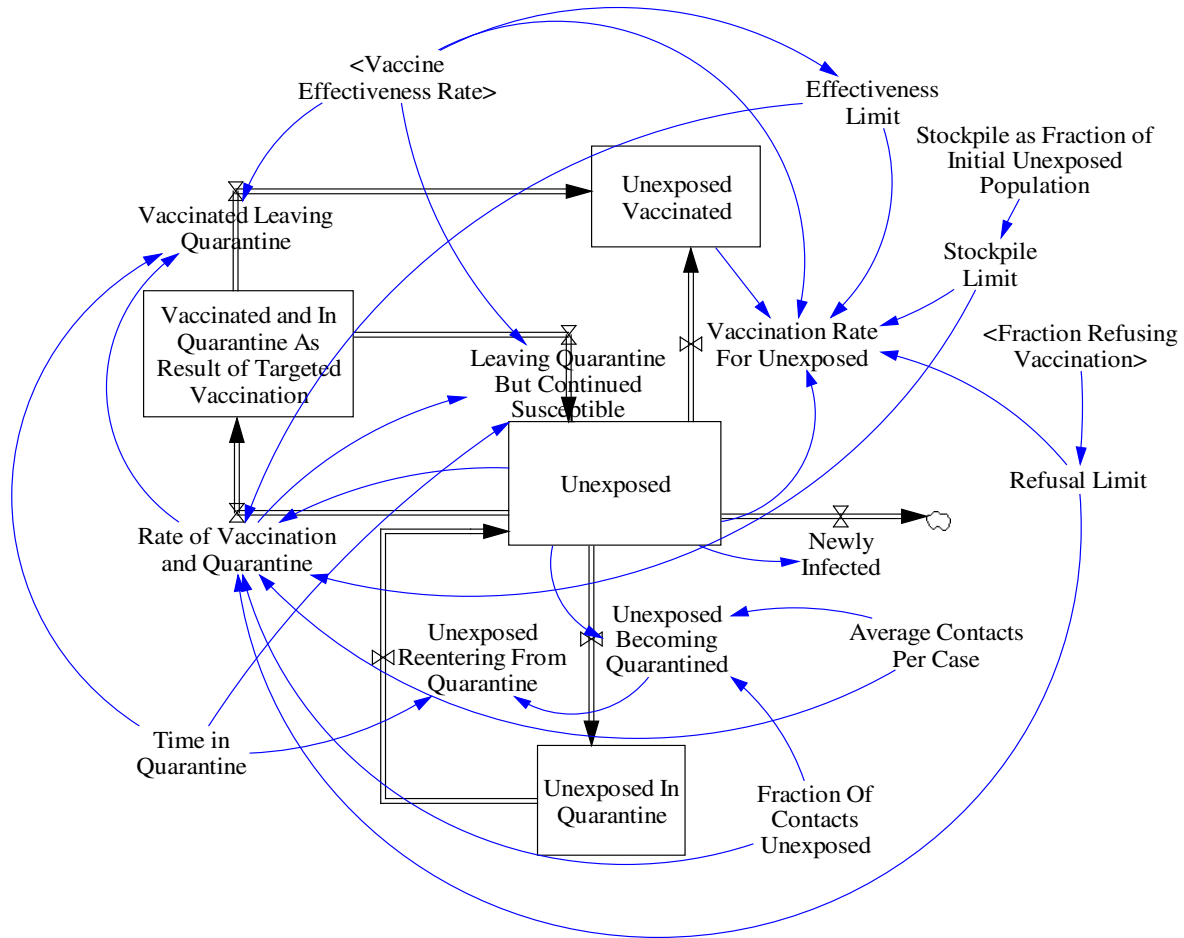 <Vaccine
Effectiveness Rate>
Effectiveness
Limit
Stockpile as Fraction of
Initial Unexposed
Population
Unexposed
Vaccinated
Vaccinated Leaving
Quarantine
Stockpile
Limit
Vaccinated and In
Quarantine As
Result of Targeted
Vaccination
Vaccination Rate
For Unexposed
<Fraction Refusing
Vaccination>
Leaving Quarantine
But Continued
Susceptible
Unexposed
Refusal Limit
Rate of Vaccination
and Quarantine
Newly
Infected
Unexposed
Becoming
Quarantined
Unexposed
Reentering From
Quarantine
Average Contacts
Per Case
Time in
Quarantine
Unexposed In
Quarantine
Fraction Of
Contacts
Unexposed